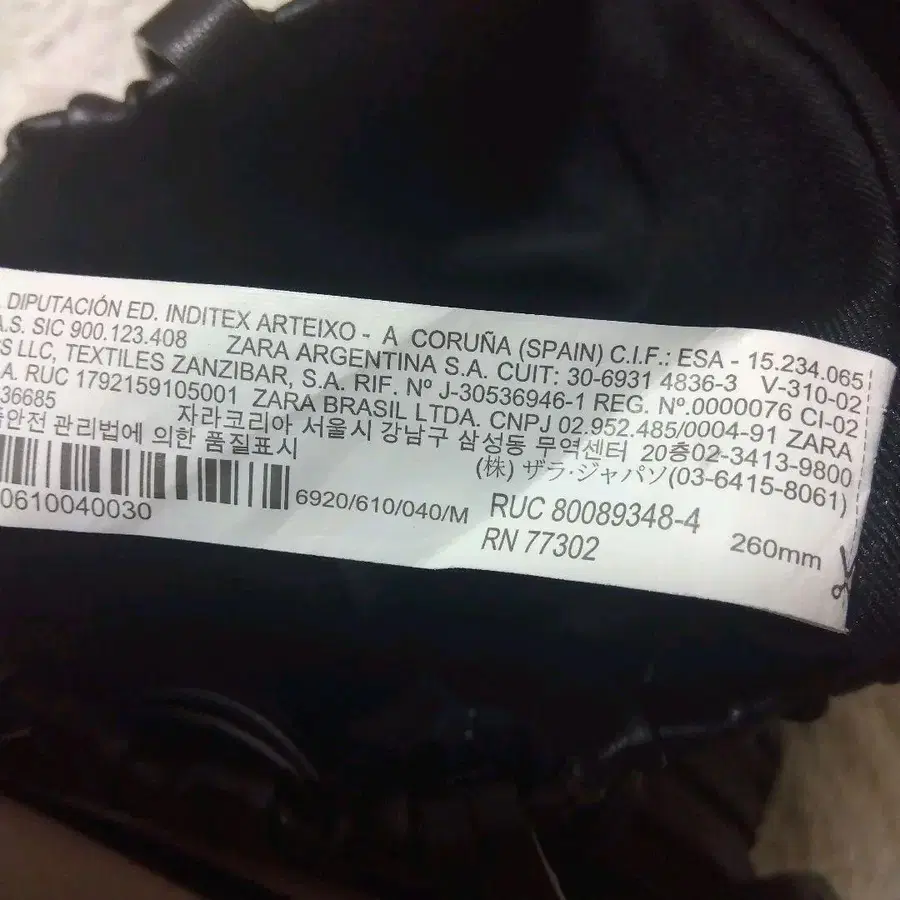 . DIPUTACIÓN ED. INDITEX ARTEIXO - A CORUÑA (SPAIN) C.I.F.: ESA - 15.234.065
A.S. SIC 900.123.408 ZARA ARGENTINA S.A. CUIT: 30-6931 4836-3 V-310-02
S LLC, TEXTILES ZANZIBAR, S.A. RIF. Nº J-30536946-1 REG. Nº.0000076 CI-02
.A. RUC 1792159105001 ZARA BRASIL LTDA. CNPJ 02.952.485/0004-91 ZARA
36685 자라코리아 서울시 강남구 삼성동 무역센터 20층02-3413-9800
품안전 관리법에 의한 품질표시 (株) ザラ・ジャパソ(03-6415-8061)
0610040030 6920/610/040/M RUC 80089348-4
RN 77302 260mm